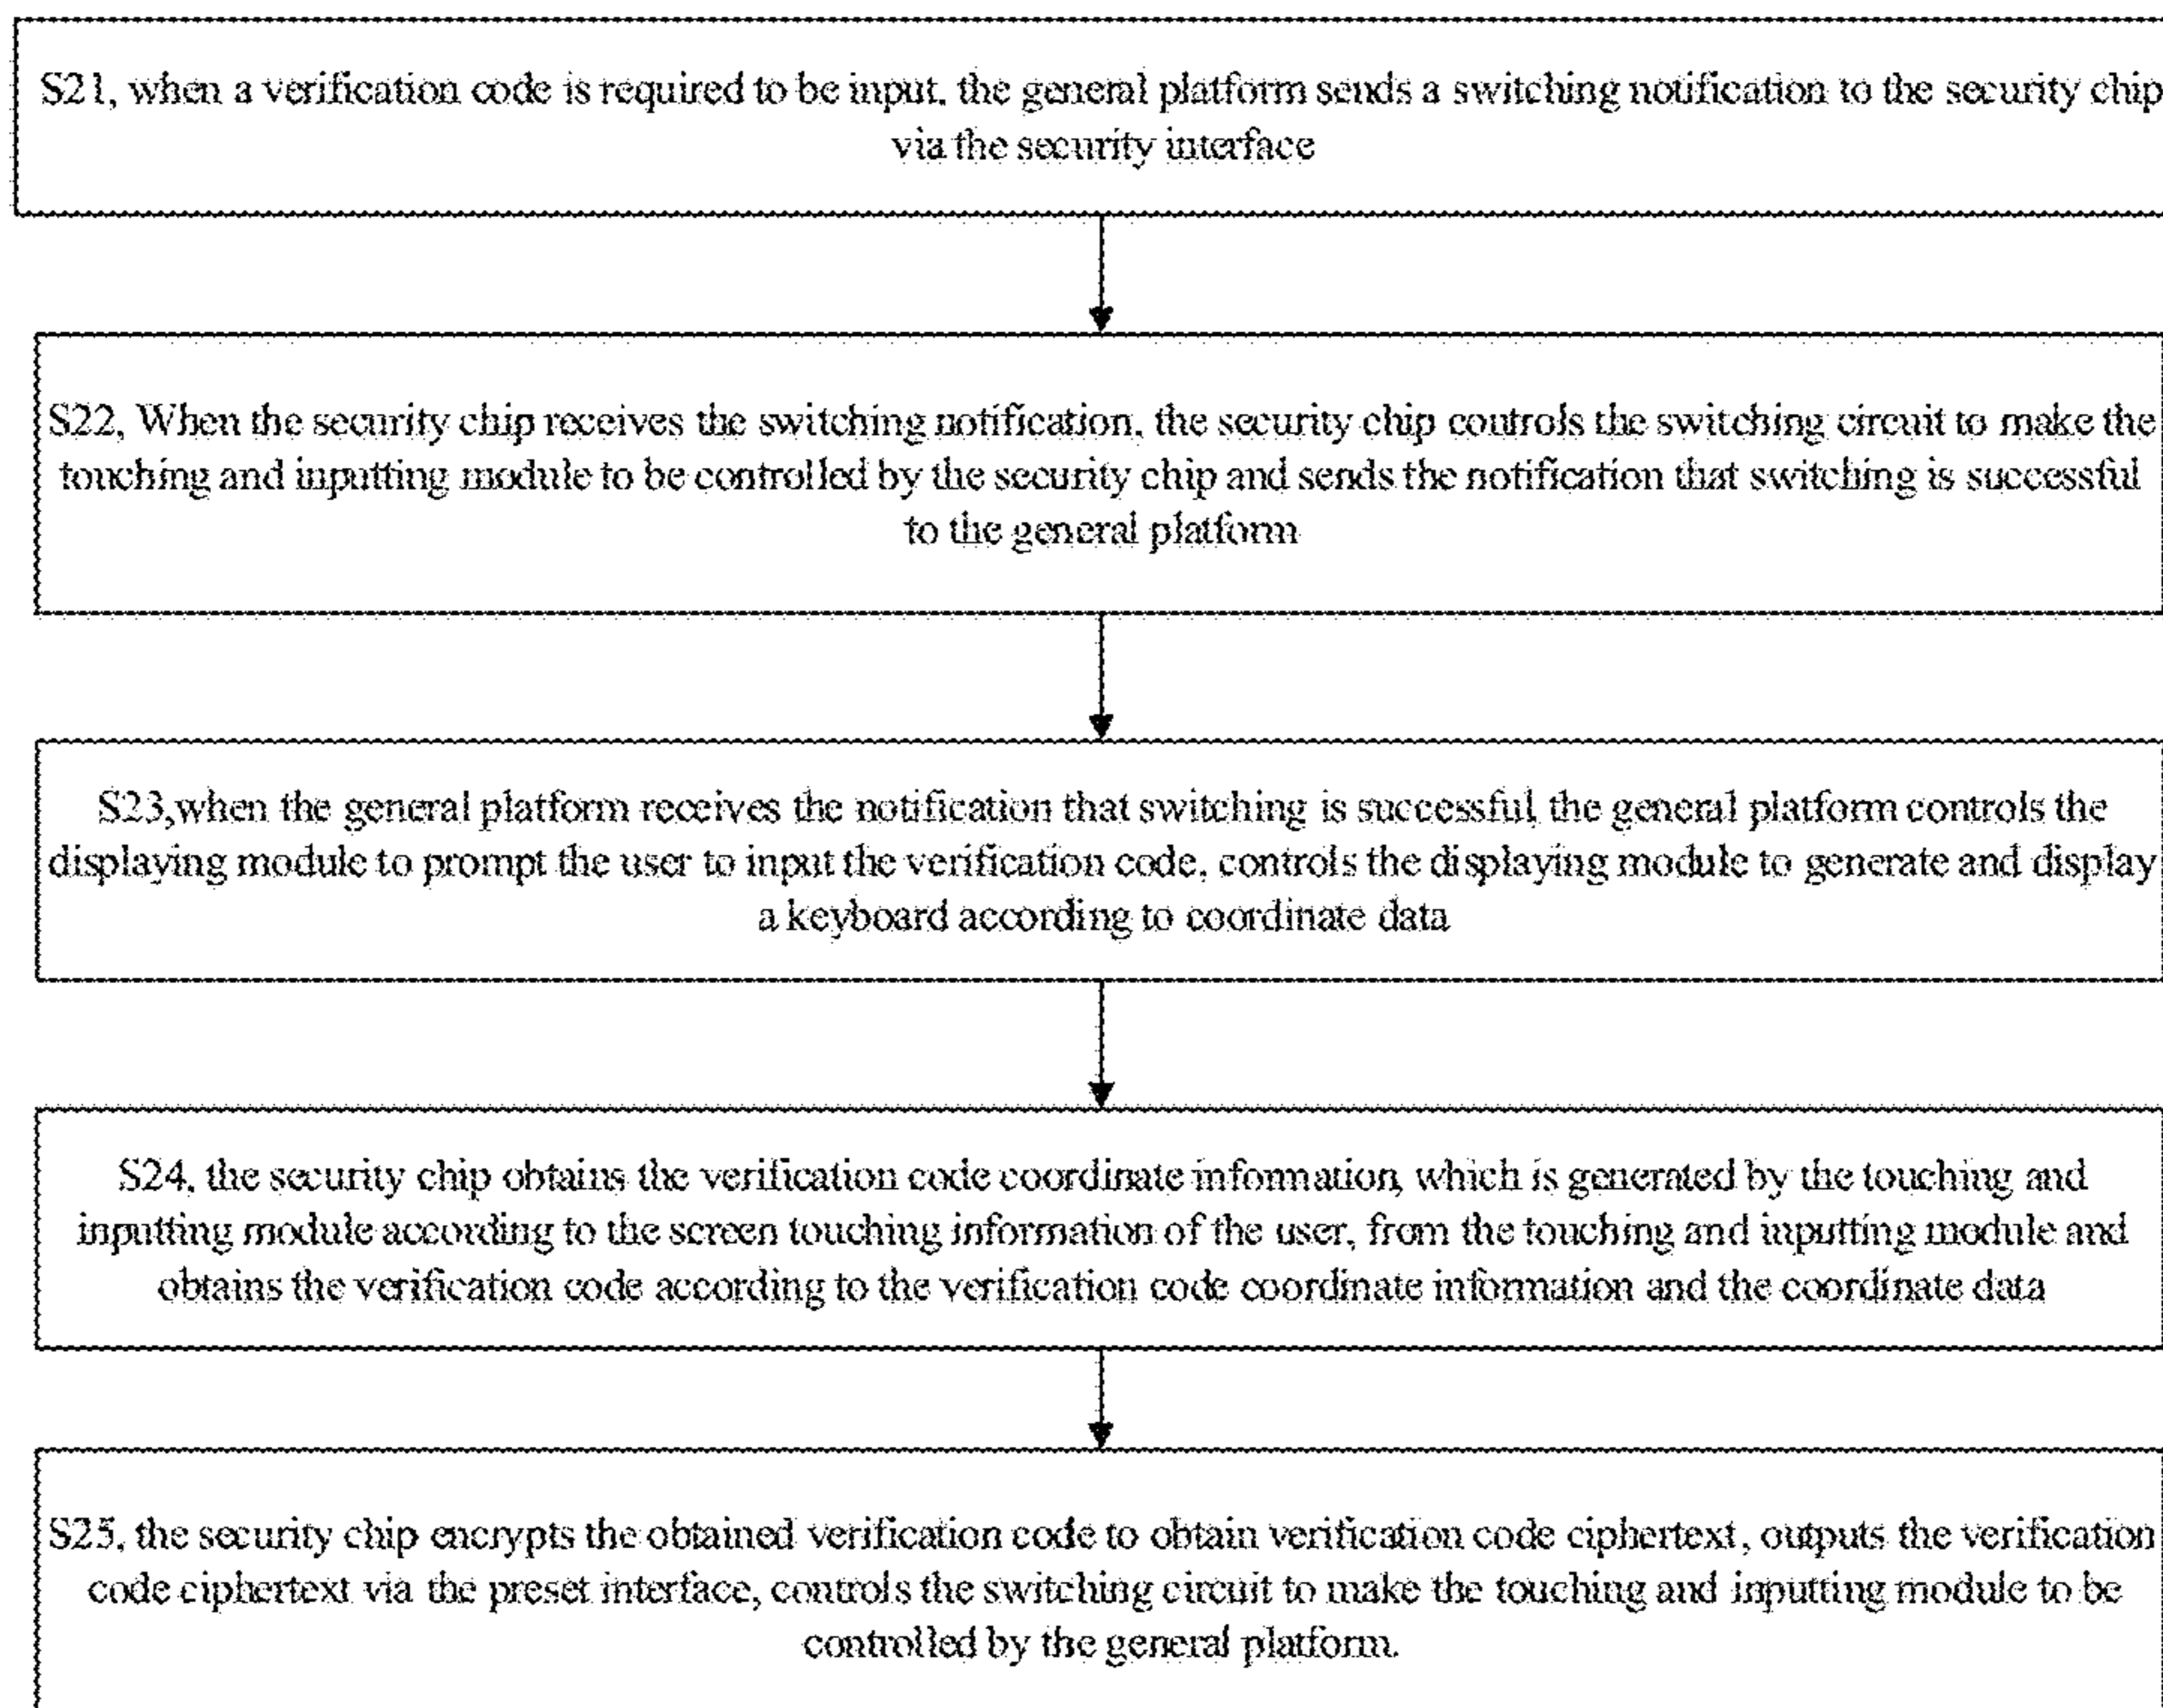 S21, when a verification code is required to be input, the general platform sends a switching notification to the security chip
via the security interface
S22, When the security chip receives the switching notification, the security chip controls the switching circuit to make the
touching and inputting module to be controlled by the security chip and sends the notification that switching is successful
to the general platform
S23,when the general platform receives the notification that switching is successful, the general platform controls the
displaying module to prompt the user to input the verification code, controls the displaying module to generate and display
a keyboard according to coordinate data
S24, the security chip obtains the verification code coordinate information, which is generated by the touching and
inputting module according to the screen touching information of the user, from the touching and inputting module and
obtains the verification code according to the verification code coordinate information and the coordinate data
S25, the security chip encrypts the obtained verification code to obtain verification code ciphertext, outputs the verification
code ciphertext via the preset interface, controls the switching circuit to make the touching and inputting module to be
controlled by the general platform.